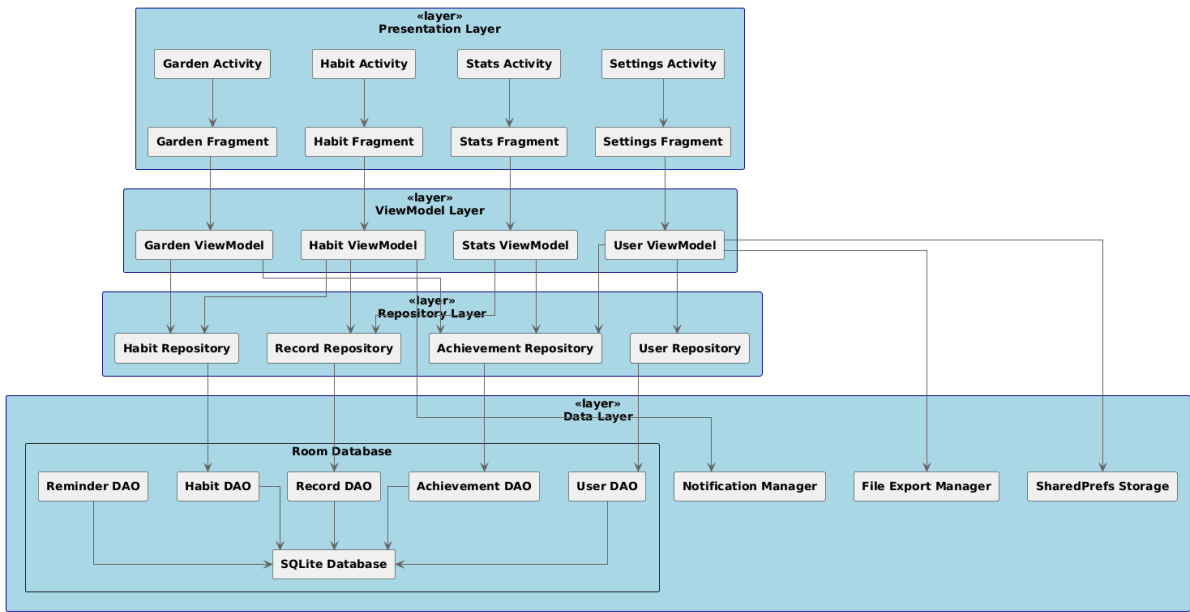 «layer»
Presentation Layer
Garden Activity
Habit Activity
Stats Activity
Settings Activity
Garden Fragment
Habit Fragment
Stats Fragment
Settings Fragment
«layer»
ViewModel Layer
Garden ViewModel
Habit ViewModel
Stats ViewModel
User ViewModel
«layer»
Repository Layer
Habit Repository
Record Repository
Achievement Repository
User Repository
«layer»
Data Layer
Room Database
Reminder DAO
Habit DAO
Record DAO
Achievement DAO
User DAO
Notification Manager
File Export Manager
SharedPrefs Storage
SQLite Database